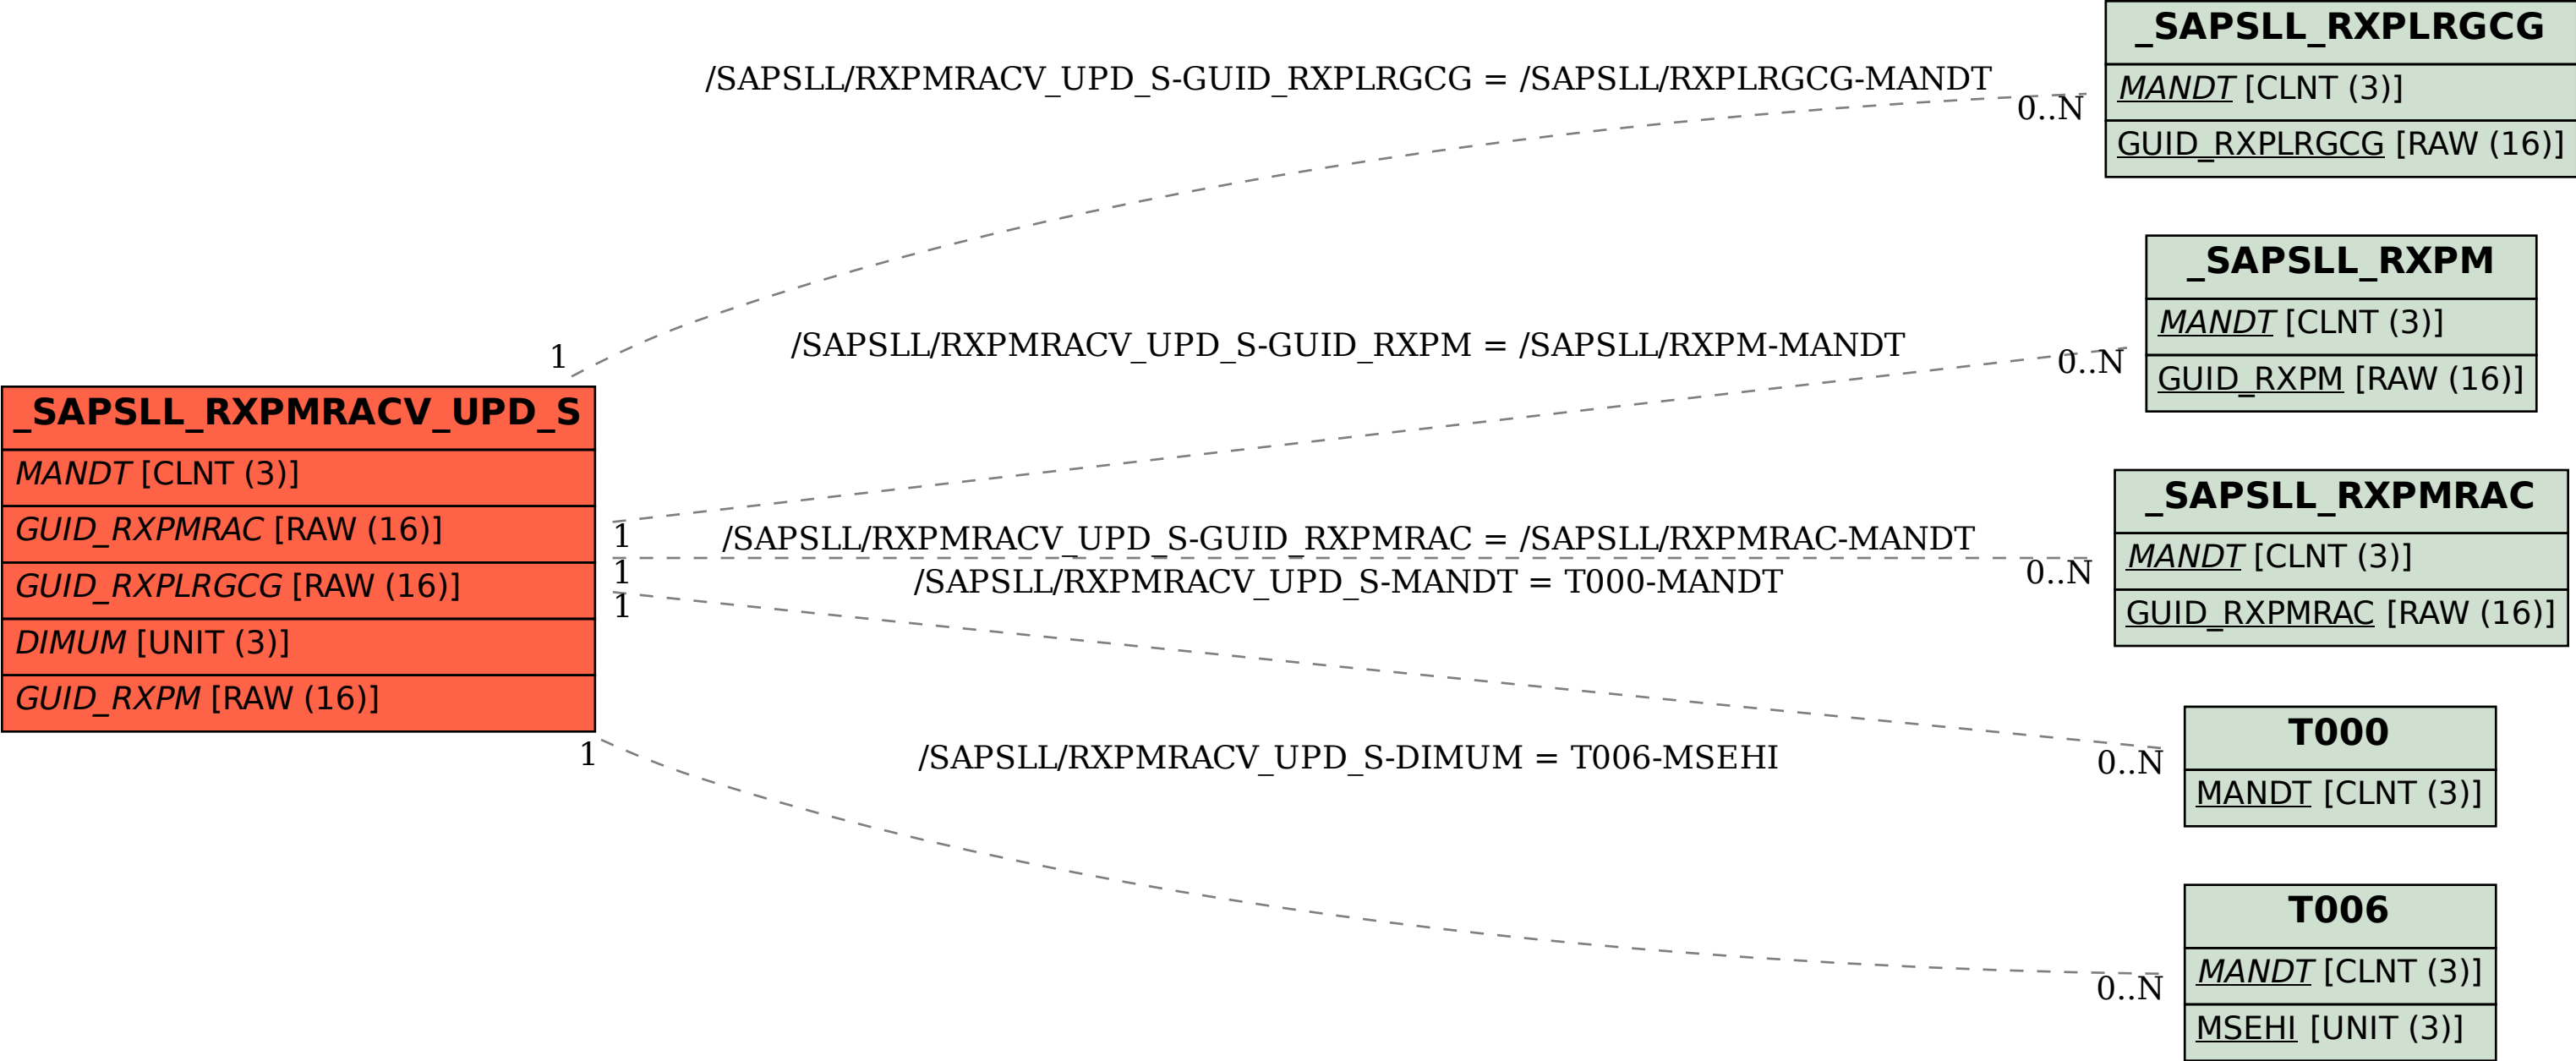 _SAPSLL_RXPLRGCG
MANDT [CLNT (3)]
GUID_RXPLRGCG [RAW (16)]
/SAPSLL/RXPMRACV_UPD_S-GUID_RXPLRGCG = /SAPSLL/RXPLRGCG-MANDT
0..N
1
_SAPSLL_RXPM
MANDT [CLNT (3)]
GUID_RXPM [RAW (16)]
/SAPSLL/RXPMRACV_UPD_S-GUID_RXPM = /SAPSLL/RXPM-MANDT
0..N
1
_SAPSLL_RXPMRACV_UPD_S
MANDT [CLNT (3)]
GUID_RXPMRAC [RAW (16)]
GUID_RXPLRGCG [RAW (16)]
DIMUM [UNIT (3)]
GUID_RXPM [RAW (16)]
/SAPSLL/RXPMRACV_UPD_S-GUID_RXPMRAC = /SAPSLL/RXPMRAC-MANDT
1
0..N
_SAPSLL_RXPMRAC
MANDT [CLNT (3)]
GUID_RXPMRAC [RAW (16)]
/SAPSLL/RXPMRACV_UPD_S-MANDT = T000-MANDT
1
0..N
T000
MANDT [CLNT (3)]
/SAPSLL/RXPMRACV_UPD_S-DIMUM = T006-MSEHI
1
0..N
T006
MANDT [CLNT (3)]
MSEHI [UNIT (3)]